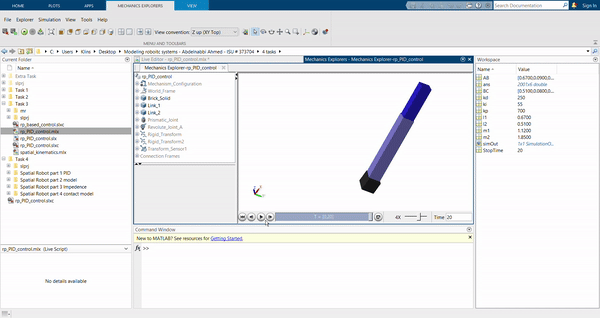 HOME
PLOTS
APPS
MECHANICS EXPLORERS
VIEW
Search Documentation
Sign In
File Explorer Simulation View Tools Help
View convention: Z up (XY Top)
MENU AND TOOLBARS
C: Users Desktop Modeling robotic systems - Abdelnabi Ahmed - ISU # 373704 4 tasks
Current Folder
Name
Extra Task
slprj
Task 1
Task 2
Task 3
mr
slprj
rp_based_control.slxc
rp_PID_control.mlx
rp_PID_control.slx
rp_PID_control.slxc
spatial_kinematics.mlx
Task 4
slprj
Spatial Robot part 1 PID
Spatial Robot part 2 model
Spatial Robot part 3 Impedence
Spatial Robot part 4 contact model
rp_PID_control.slxc
rp_PID_control.mlx (Live Script)
No details available
Live Editor - rp_PID_control.mlx *
Mechanics Explorers - Mechanics Explorer-rp_PID_control
Mechanics Explorer-rp_PID_control
rp_PID_control
Mechanism_Configuration
World_Frame
Brick_Solid
Link_1
Link_2
Prismatic_Joint
Revolute_Joint_A
Rigid_Transform
Rigid_Transform2
Transform_Sensor1
Connection Frames
4X
Time 20
Command Window
New to MATLAB? See resources for Getting Started.
fx >>
Workspace
Name Value
AB [0.6700,0.0900,0...
ans 2001x6 double
BC [0.5100,0.0800,0...
kd 250
ki 55
kp 700
l1 0.6700
l2 0.5100
m1 1.1200
m2 1.8500
simOut 1x1 SimulationO...
StopTime 20